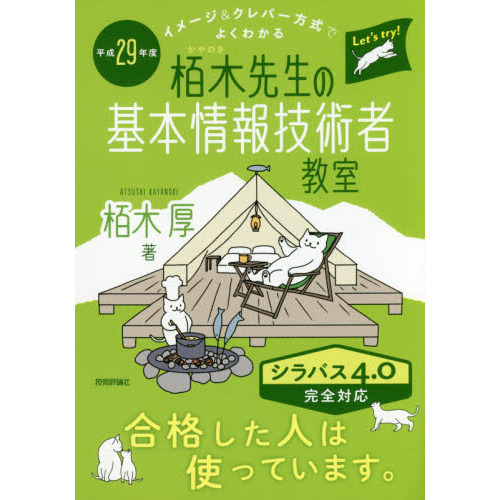 イメージ&クレバー方式で
よくわかる
平成29年度
かやのき
栢木先生の
基本情報技術者
教室
Let's try!
ATSUSHI KAYANOKI
栢木 厚
著
技術評論社
シラバス4.0
完全対応
合格した人は
使っています。